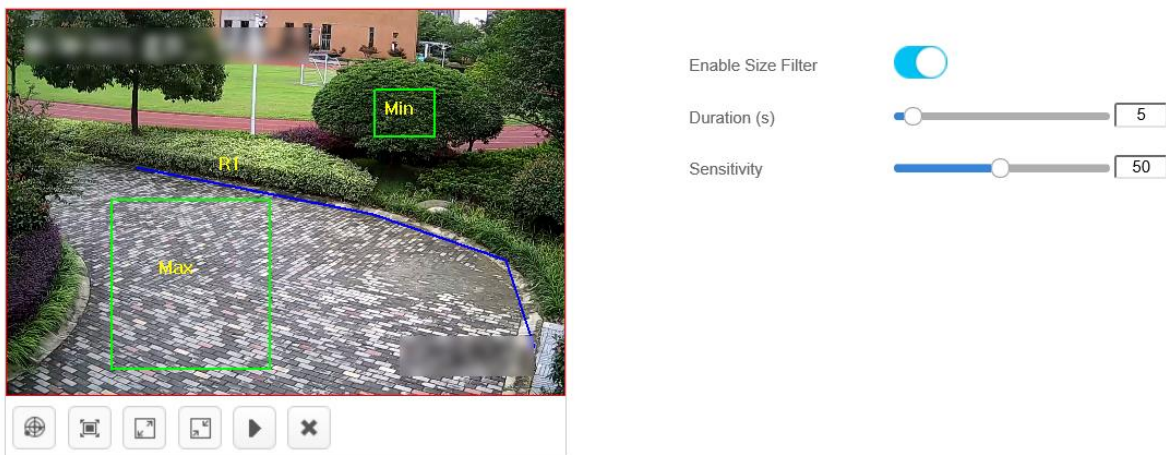 Min
R1
Max
Enable Size Filter
Duration (s)
5
Sensitivity
50